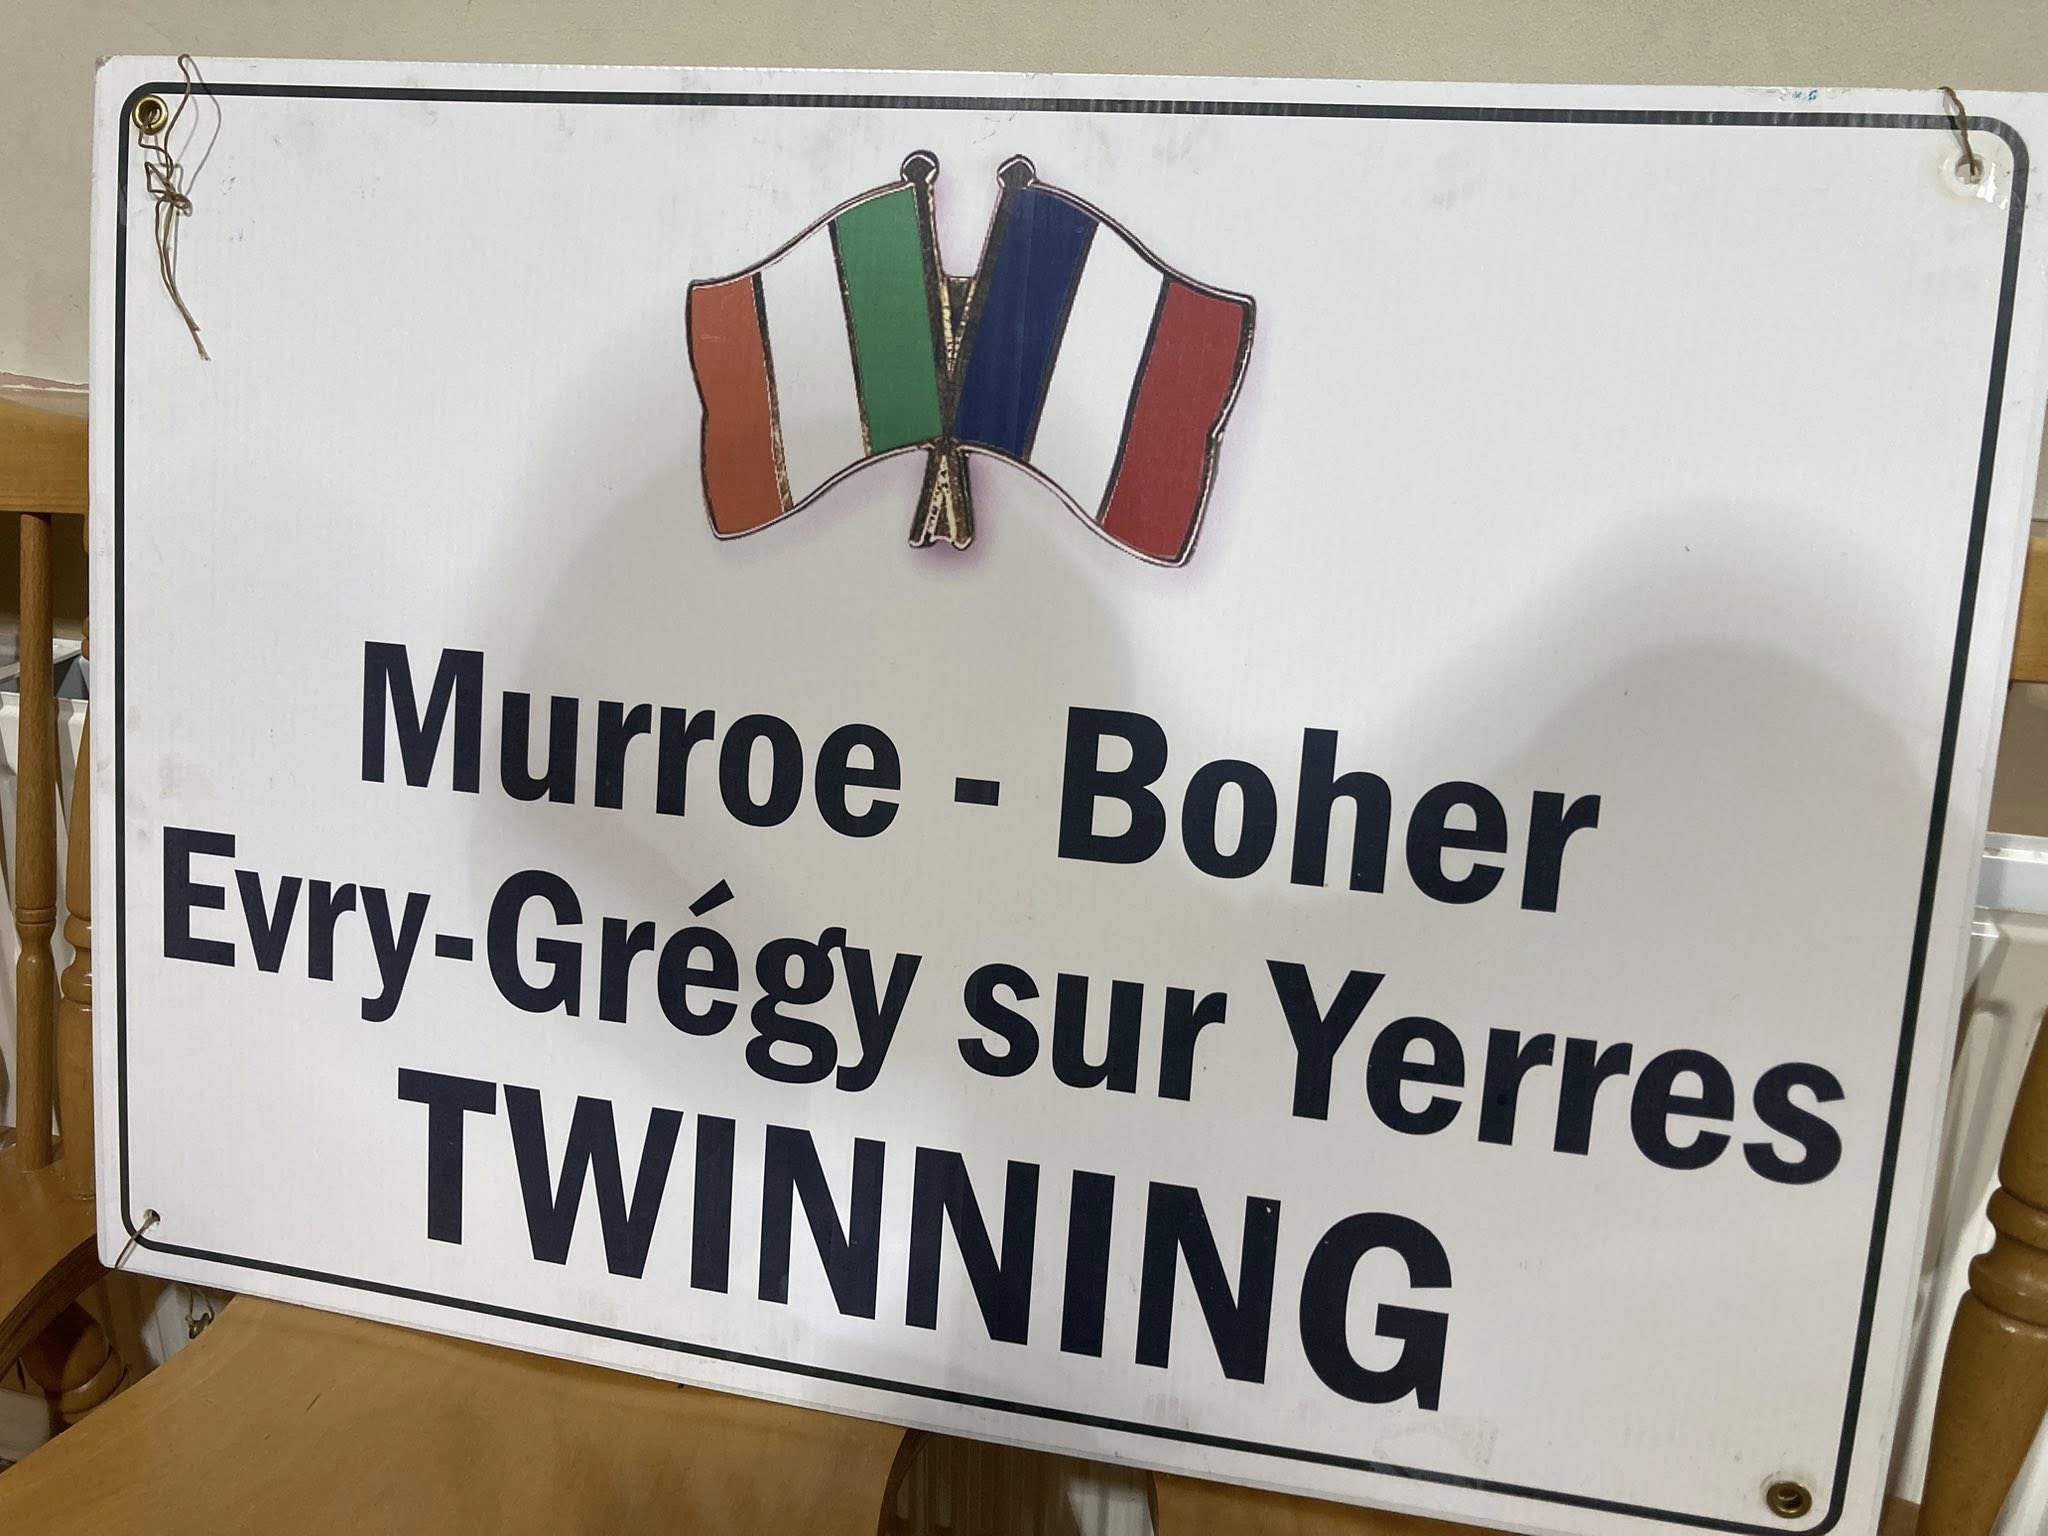 Murroe - Boher
Evry-Grégy sur Yerres
TWINNING